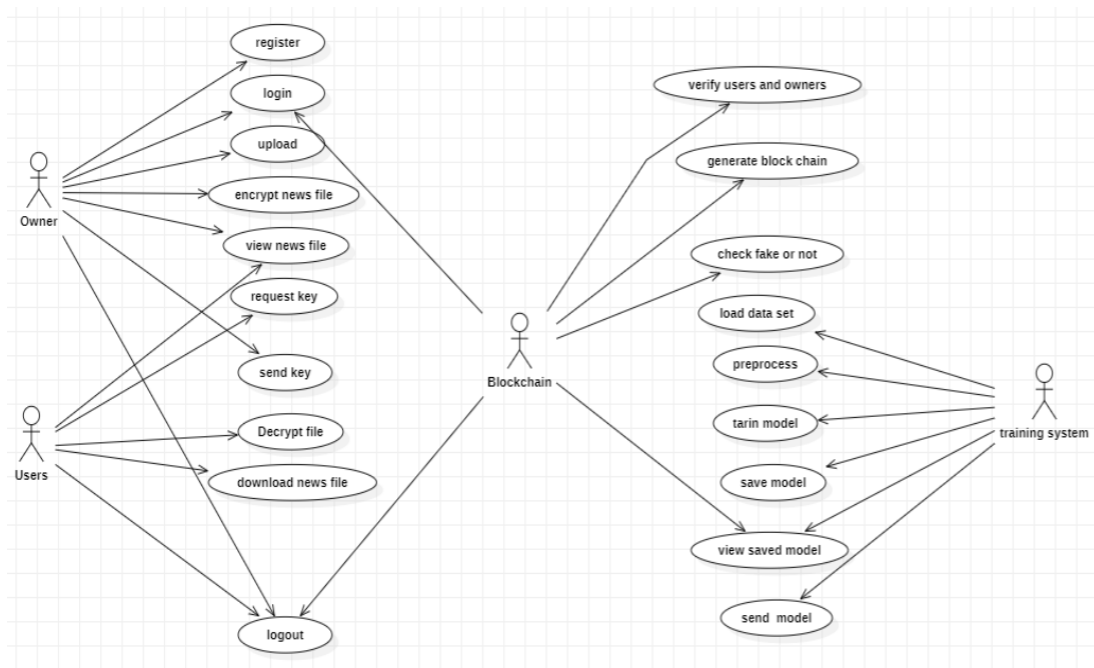 register
login
upload
encrypt news file
view news file
request key
send key
Decrypt file
download news file
logout
Owner
Users
Blockchain
verify users and owners
generate block chain
check fake or not
load data set
preprocess
tarin model
save model
view saved model
send model
training system